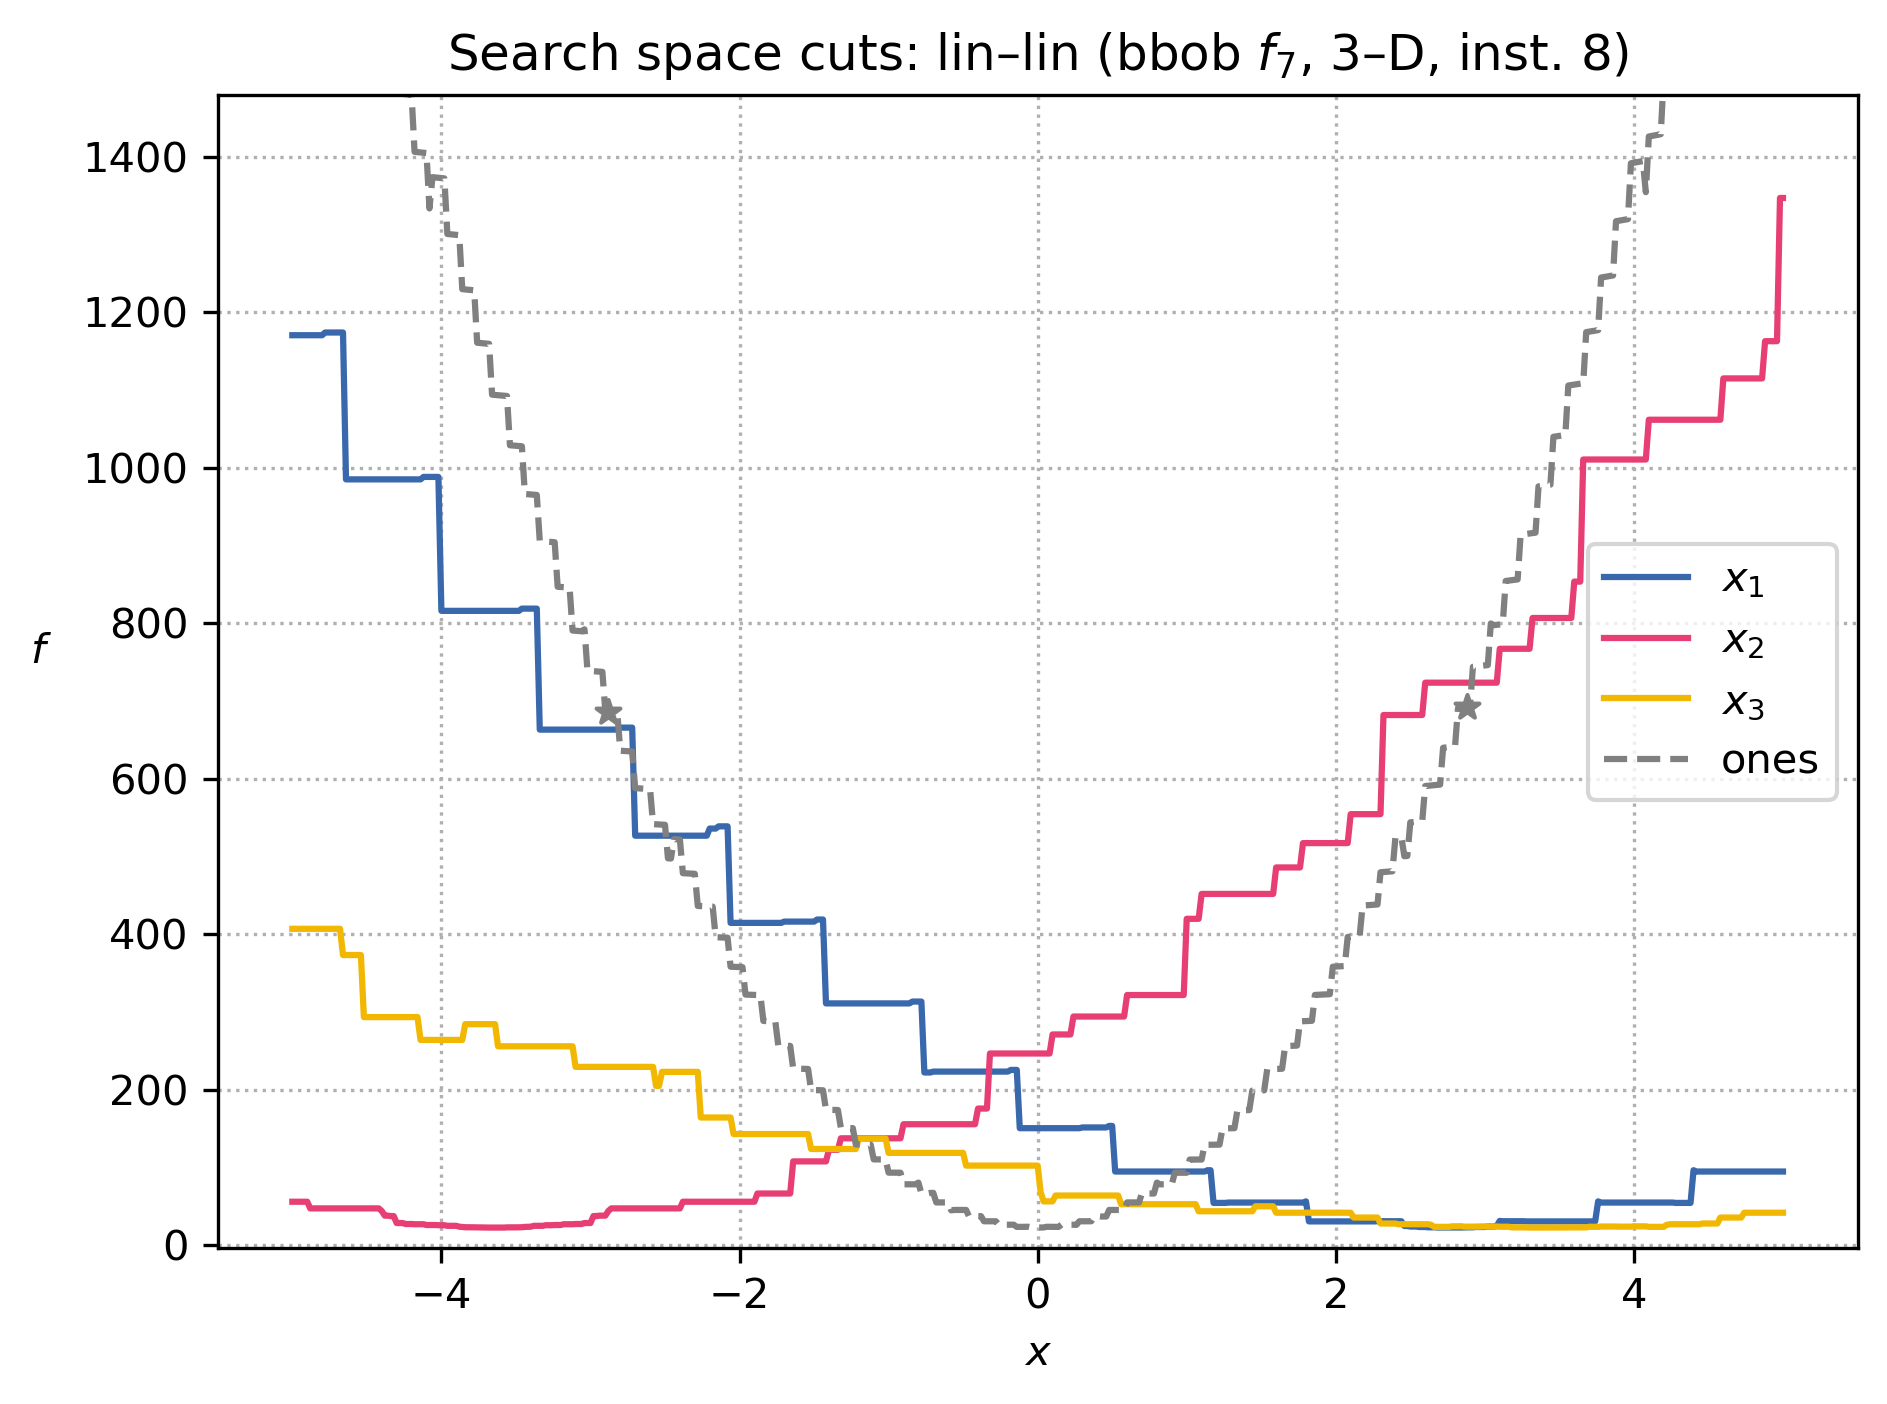 Search space cuts: lin–lin (bbob f₇, 3–D, inst. 8)
f
1400
1200
1000
800
600
400
200
0
x₁
x₂
x₃
ones
−4
−2
0
2
4
x